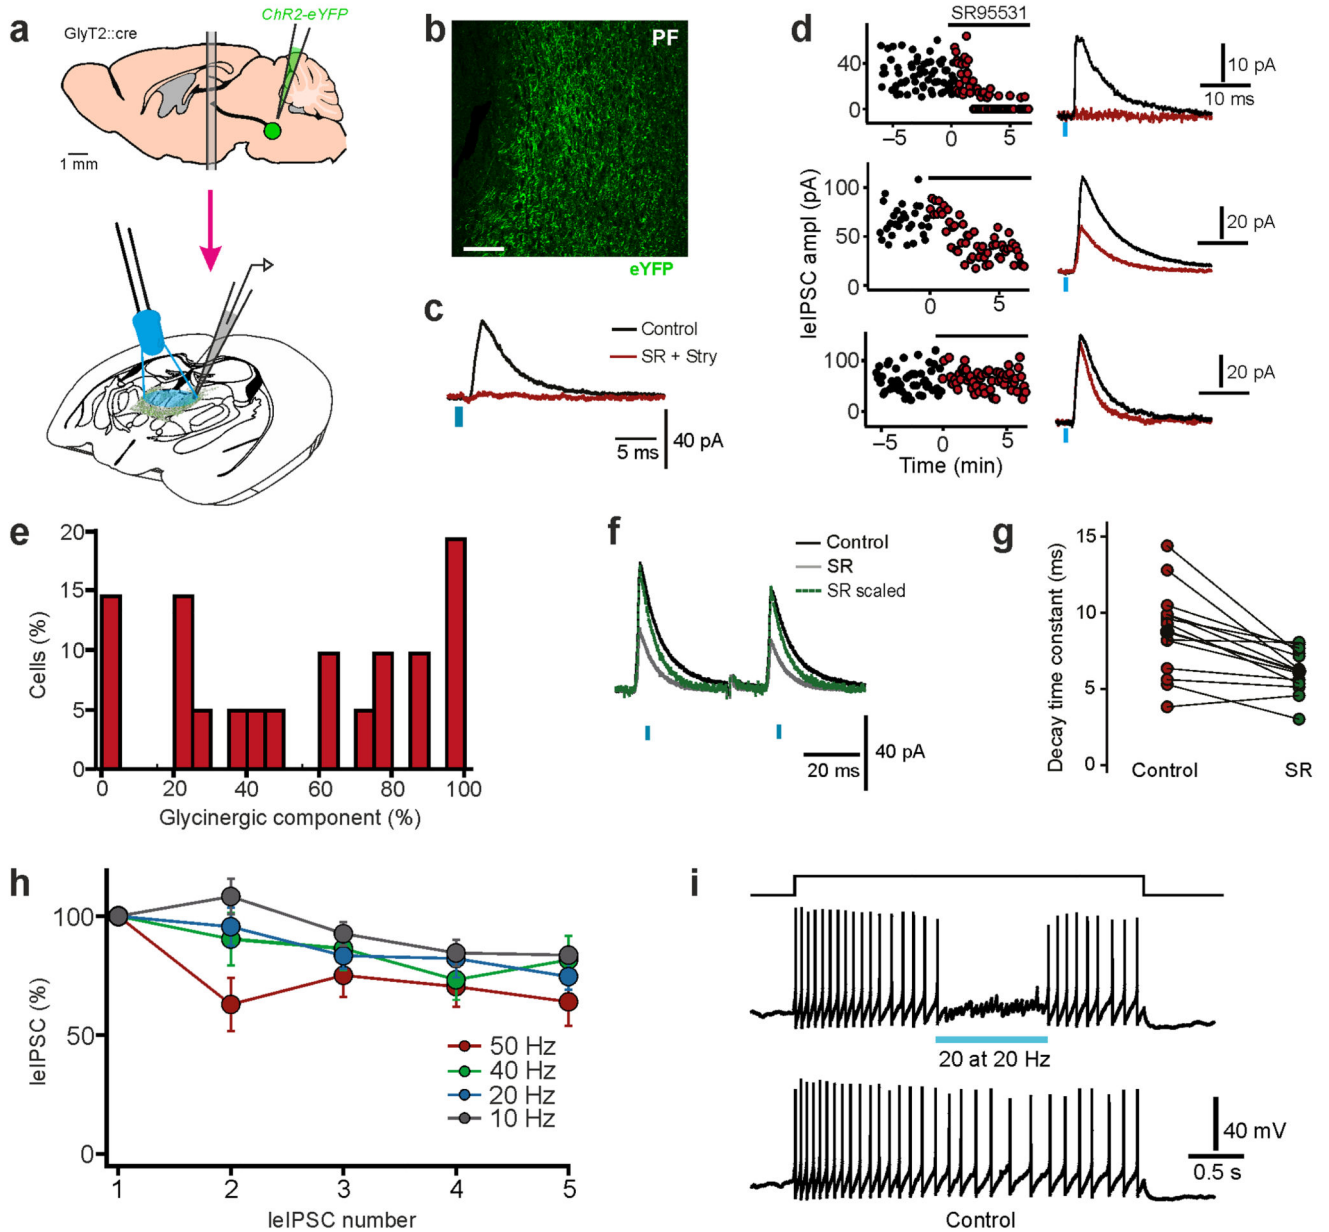 a
GlyT2::cre
ChR2-eYFP
1 mm
b
PF
eYFP
c
Control
SR + Stry
5 ms
40 pA
d
SR95531
40
0
–5
0
5
10 pA
10 ms
leIPSC ampl (pA)
100
50
0
0
5
20 pA
100
0
–5
0
5
Time (min)
20 pA
e
Cells (%)
20
15
10
5
0
0
20
40
60
80
100
Glycinergic component (%)
f
Control
SR
SR scaled
20 ms
40 pA
g
Decay time constant (ms)
15
10
5
0
Control
SR
h
leIPSC (%)
100
50
0
50 Hz
40 Hz
20 Hz
10 Hz
1
2
3
4
5
leIPSC number
i
20 at 20 Hz
40 mV
0.5 s
Control